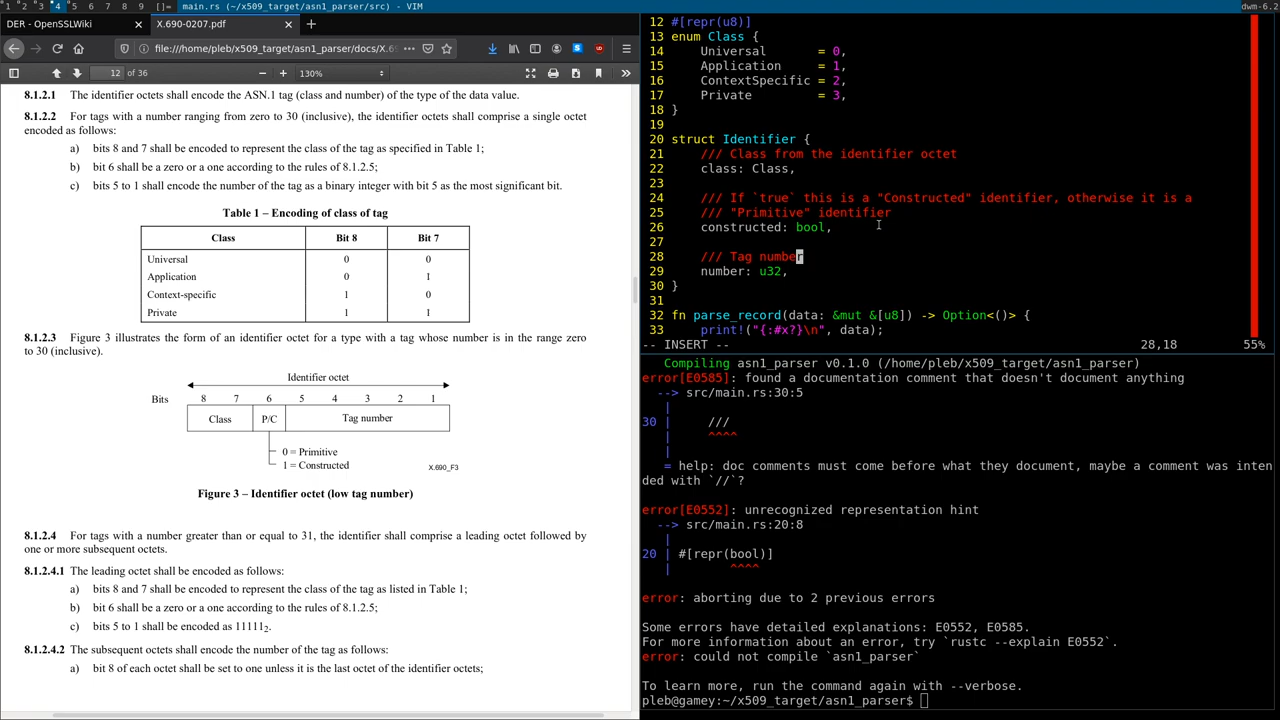 1 2 3 4 5 6 7 8 9 []= main.rs (~/x509_target/asn1_parser/src) - VIM dwm-6.2
DER - OpenSSLWiki × X.690-0207.pdf × +
file:///home/pleb/x509_target/asn1_parser/docs/X.69
12 of 36 − + 130%
8.1.2.1 The identifier octets shall encode the ASN.1 tag (class and number) of the type of the data value.
8.1.2.2 For tags with a number ranging from zero to 30 (inclusive), the identifier octets shall comprise a single octet
encoded as follows:
a) bits 8 and 7 shall be encoded to represent the class of the tag as specified in Table 1;
b) bit 6 shall be a zero or a one according to the rules of 8.1.2.5;
c) bits 5 to 1 shall encode the number of the tag as a binary integer with bit 5 as the most significant bit.
Table 1 – Encoding of class of tag
Class Bit 8 Bit 7
Universal 0 0
Application 0 1
Context-specific 1 0
Private 1 1
8.1.2.3 Figure 3 illustrates the form of an identifier octet for a type with a tag whose number is in the range zero
to 30 (inclusive).
Identifier octet
Bits 8 7 6 5 4 3 2 1
Class P/C Tag number
0 = Primitive
1 = Constructed
X.690_F3
Figure 3 – Identifier octet (low tag number)
8.1.2.4 For tags with a number greater than or equal to 31, the identifier shall comprise a leading octet followed by
one or more subsequent octets.
8.1.2.4.1 The leading octet shall be encoded as follows:
a) bits 8 and 7 shall be encoded to represent the class of the tag as listed in Table 1;
b) bit 6 shall be a zero or a one according to the rules of 8.1.2.5;
c) bits 5 to 1 shall be encoded as 11111₂.
8.1.2.4.2 The subsequent octets shall encode the number of the tag as follows:
a) bit 8 of each octet shall be set to one unless it is the last octet of the identifier octets;
12 #[repr(u8)]
13 enum Class {
14     Universal       = 0,
15     Application     = 1,
16     ContextSpecific = 2,
17     Private         = 3,
18 }
19
20 struct Identifier {
21     /// Class from the identifier octet
22     class: Class,
23
24     /// If `true` this is a "Constructed" identifier, otherwise it is a
25     /// "Primitive" identifier
26     constructed: bool,
27
28     /// Tag number
29     number: u32,
30 }
31
32 fn parse_record(data: &mut &[u8]) -> Option<()> {
33     print!("{:#x?}\n", data);
-- INSERT -- 28,18 55%
Compiling asn1_parser v0.1.0 (/home/pleb/x509_target/asn1_parser)
error[E0585]: found a documentation comment that doesn't document anything
  --> src/main.rs:30:5
   |
30 |     ///
   |     ^^^^
   |
   = help: doc comments must come before what they document, maybe a comment was inten
ded with `//`?
error[E0552]: unrecognized representation hint
  --> src/main.rs:20:8
   |
20 | #[repr(bool)]
   |        ^^^^
error: aborting due to 2 previous errors
Some errors have detailed explanations: E0552, E0585.
For more information about an error, try `rustc --explain E0552`.
error: could not compile `asn1_parser`
To learn more, run the command again with --verbose.
pleb@gamey:~/x509_target/asn1_parser$